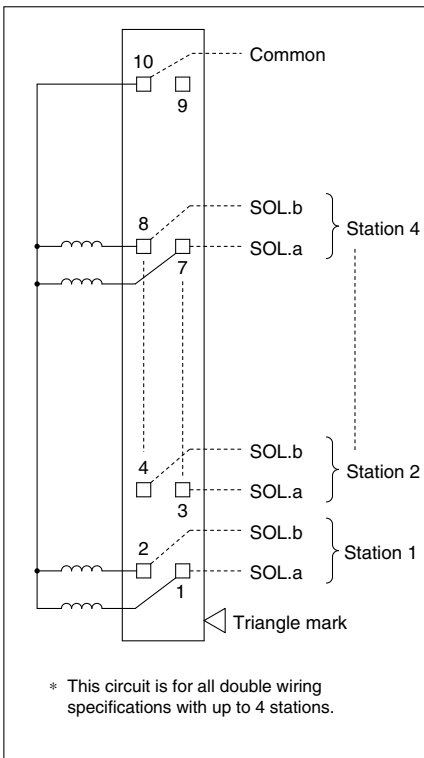 10
Common
9
8
SOL.b
Station 4
SOL.a
7
4
SOL.b
Station 2
SOL.a
3
2
SOL.b
Station 1
SOL.a
1
Triangle mark
* This circuit is for all double wiring
specifications with up to 4 stations.